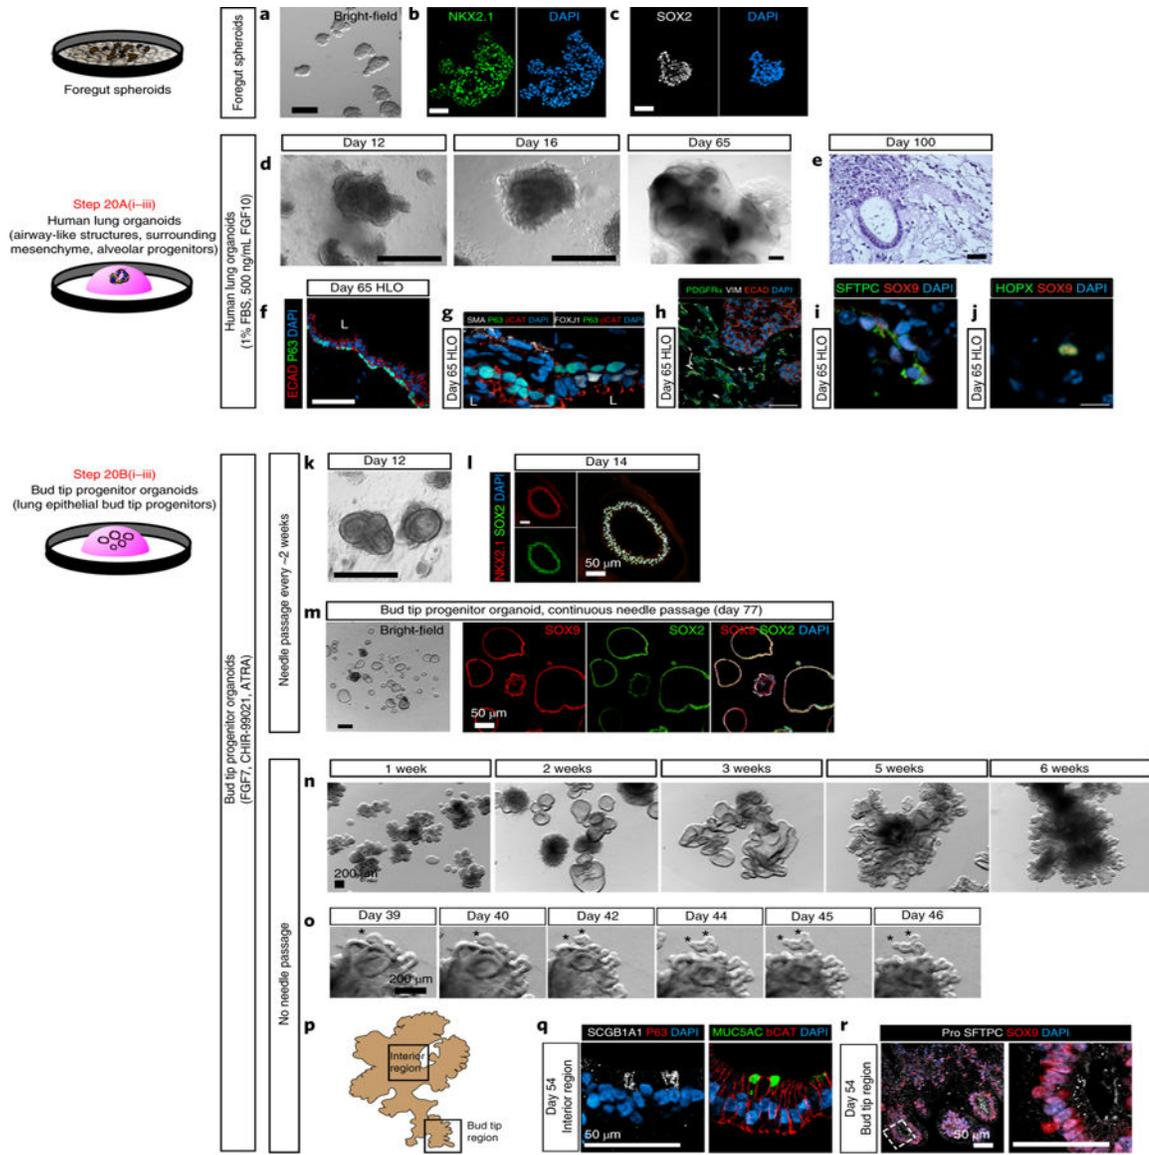 Foregut spheroids
Foregut spheroids
a
Bright-field
b
NKX2.1
DAPI
c
SOX2
DAPI
Step 20A(i–iii)
Human lung organoids
(airway-like structures, surrounding
mesenchyme, alveolar progenitors)
Human lung organoids
(1% FBS, 500 ng/mL FGF10)
d
Day 12
Day 16
Day 65
e
Day 100
f
Day 65 HLO
ECAD P63 DAPI
L
g
Day 65 HLO
SMA P63 βCAT DAPI
FOXJ1 P63 βCAT DAPI
L
L
h
Day 65 HLO
PDGFRα VIM ECAD DAPI
i
Day 65 HLO
SFTPC SOX9 DAPI
j
Day 65 HLO
HOPX SOX9 DAPI
Step 20B(i–iii)
Bud tip progenitor organoids
(lung epithelial bud tip progenitors)
Bud tip progenitor organoids
(FGF7, CHIR-99021, ATRA)
Needle passage every ~2 weeks
k
Day 12
l
Day 14
NKX2.1 SOX2 DAPI
50 µm
m
Bud tip progenitor organoid, continuous needle passage (day 77)
Bright-field
SOX9
SOX2
SOX9 SOX2 DAPI
50 µm
No needle passage
n
1 week
2 weeks
3 weeks
5 weeks
6 weeks
200 µm
o
Day 39
Day 40
Day 42
Day 44
Day 45
Day 46
*
*
* *
* *
* *
* *
200 µm
p
Interior
region
Bud tip
region
q
Day 54
Interior region
SCGB1A1 P63 DAPI
MUC5AC bCAT DAPI
50 µm
r
Day 54
Bud tip region
Pro SFTPC SOX9 DAPI
50 µm